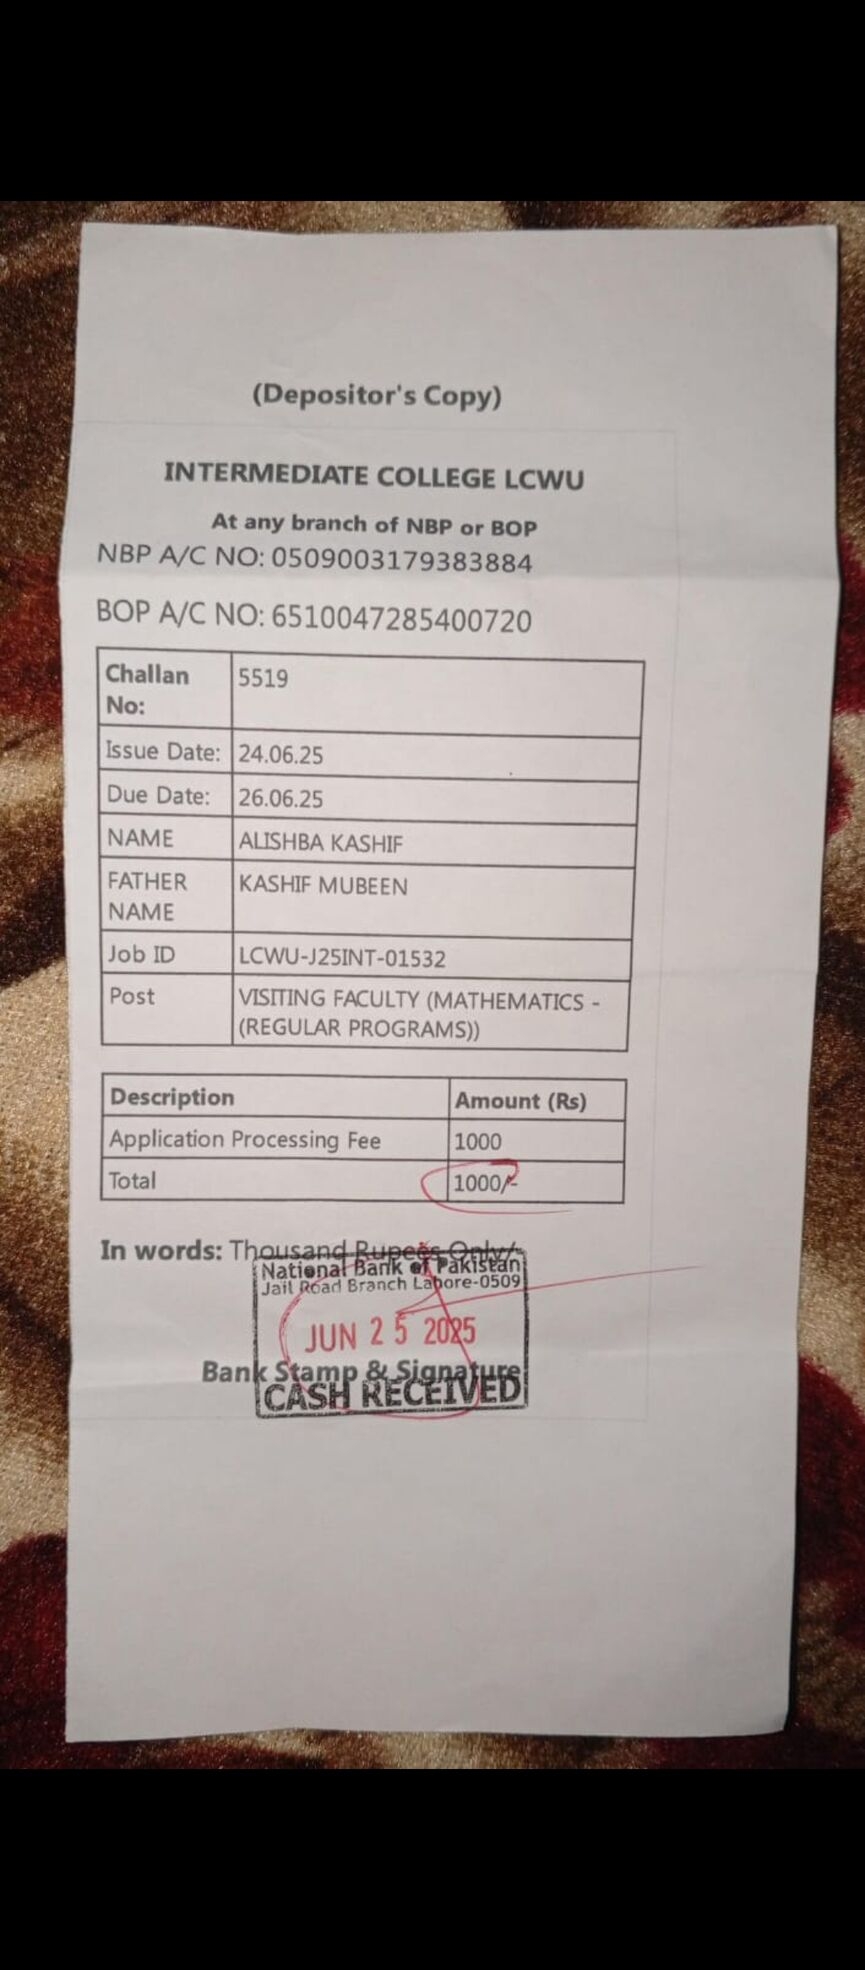 (Depositor's Copy)
INTERMEDIATE COLLEGE LCWU
At any branch of NBP or BOP
NBP A/C NO: 0509003179383884
BOP A/C NO: 6510047285400720
Challan No: 5519
Issue Date: 24.06.25
Due Date: 26.06.25
NAME ALISHBA KASHIF
FATHER NAME KASHIF MUBEEN
Job ID LCWU-J25INT-01532
Post VISITING FACULTY (MATHEMATICS -
(REGULAR PROGRAMS))
Description Amount (Rs)
Application Processing Fee 1000
Total 1000/-
In words: Thousand Rupees Only/-
National Bank of Pakistan
Jail Road Branch Lahore-0509
JUN 25 2025
Bank Stamp & Signature
CASH RECEIVED